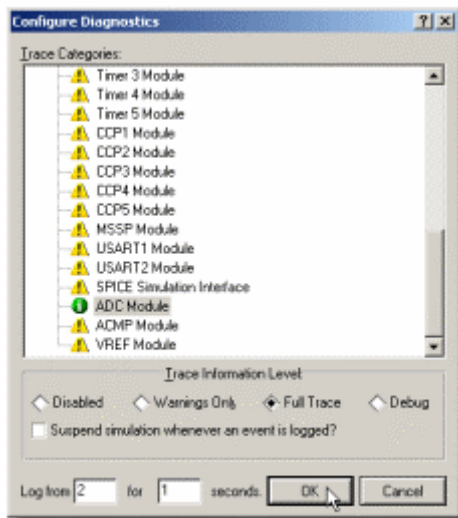 Configure Diagnostics
Trace Categories:
Timer 3 Module
Timer 4 Module
Timer 5 Module
CCP1 Module
CCP2 Module
CCP3 Module
CCP4 Module
CCP5 Module
MSSP Module
USART1 Module
USART2 Module
SPICE Simulation Interface
ADC Module
ACMP Module
VREF Module
Trace Information Level:
Disabled Warnings Only Full Trace Debug
Suspend simulation whenever an event is logged?
Log from 2 for 1 seconds. OK Cancel